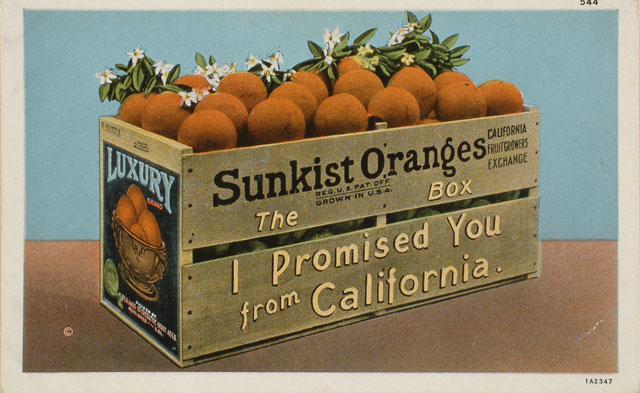 544
LUXURY
BRAND
Sunkist Oranges
CALIFORNIA
FRUITGROWERS
EXCHANGE
REG. U.S. PAT. OFF.
GROWN IN U.S.A.
The Box
I Promised You
from California.
©
1A2347